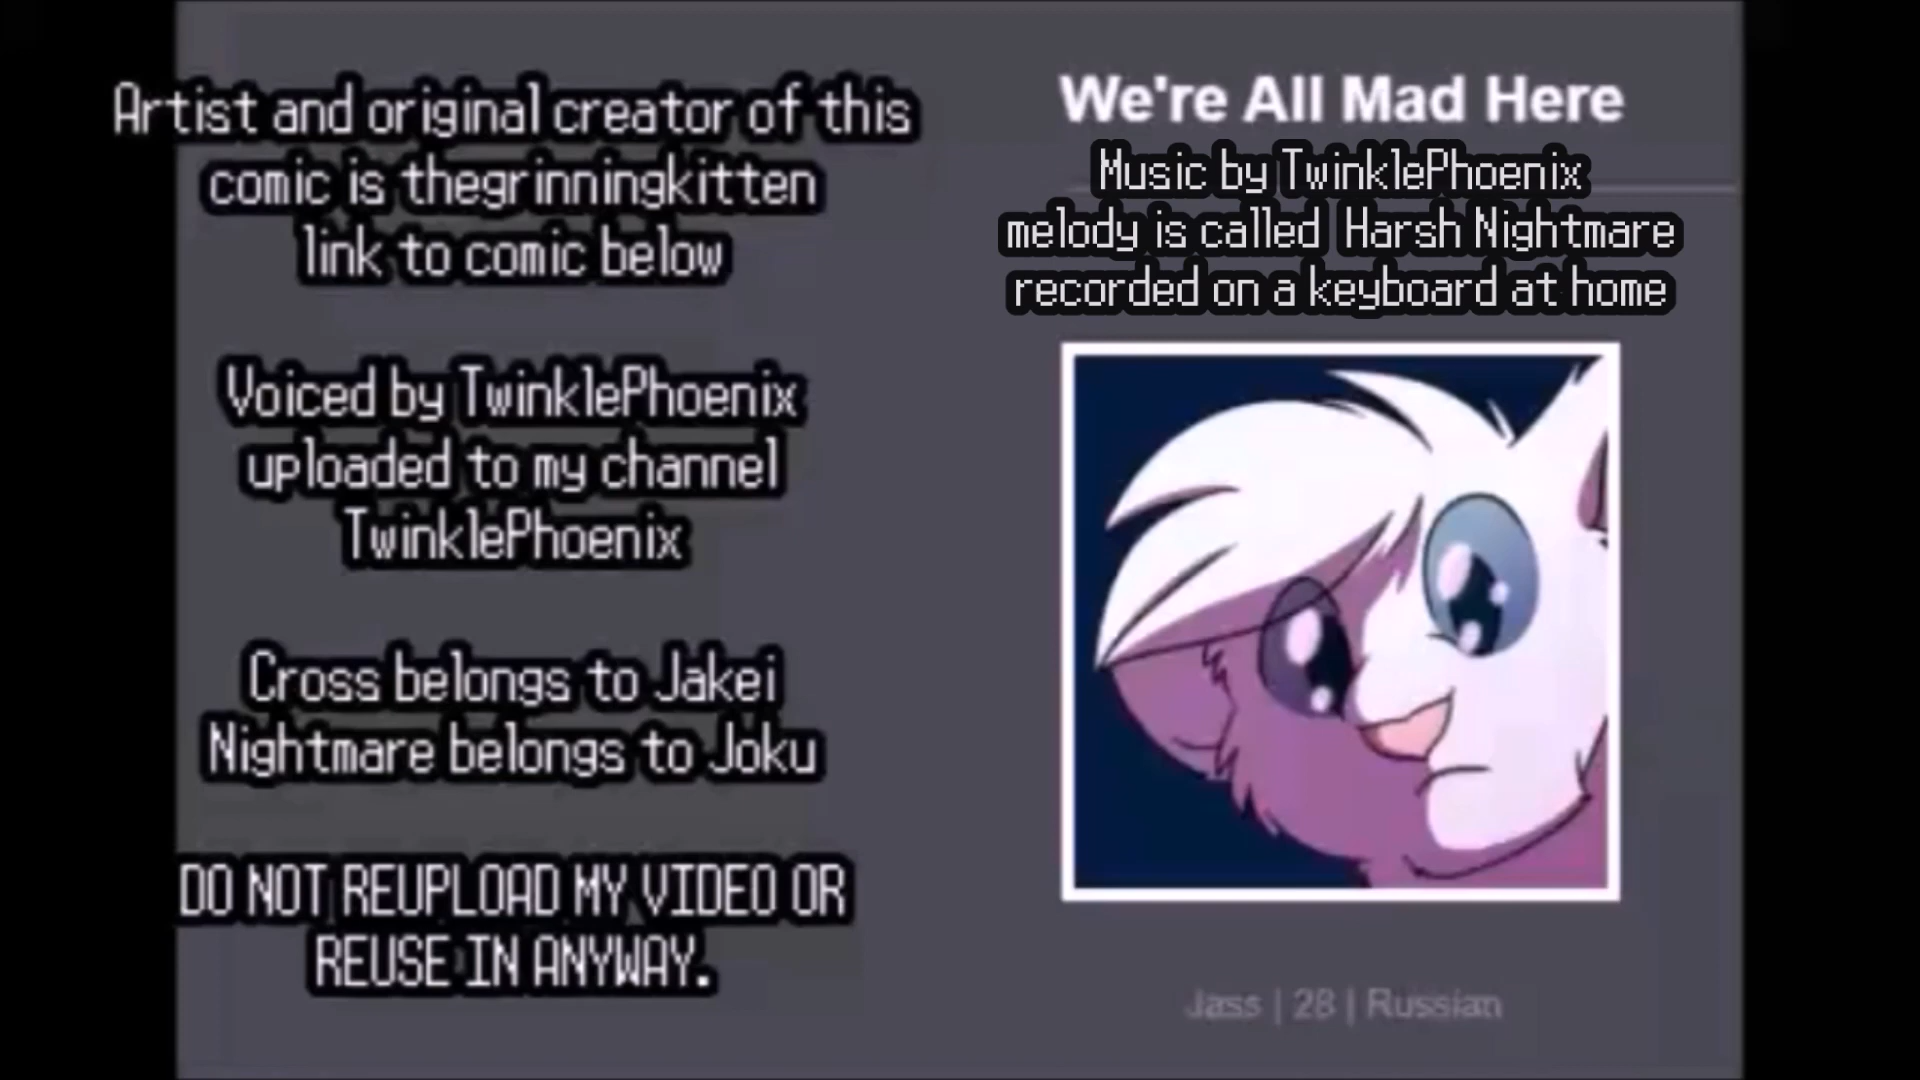 Artist and original creator of this
comic is thegrinningkitten
link to comic below
Voiced by TwinklePhoenix
uploaded to my channel
TwinklePhoenix
Cross belongs to Jakei
Nightmare belongs to Joku
DO NOT REUPLOAD MY VIDEO OR
REUSE IN ANYWAY.
We're All Mad Here
Music by TwinklePhoenix
melody is called Harsh Nightmare
recorded on a keyboard at home
Jass | 28 | Russian